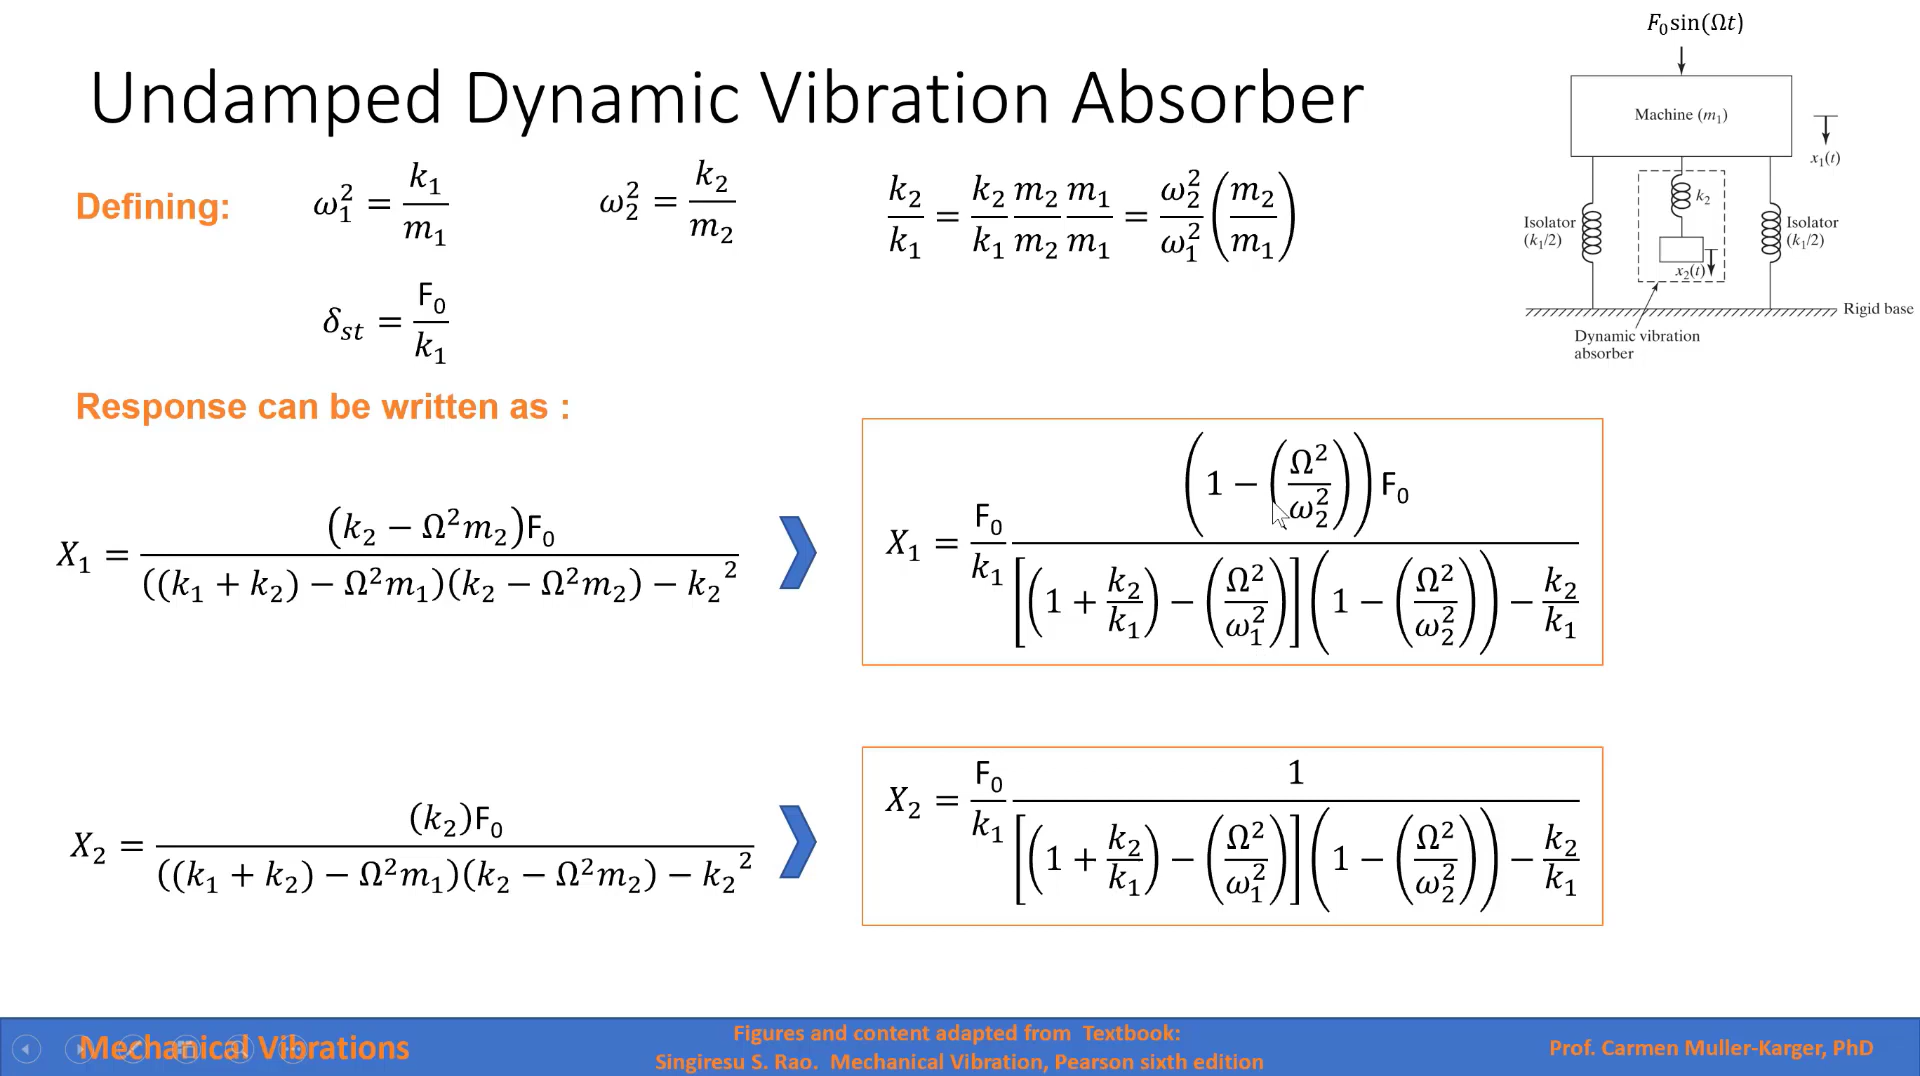 F₀sin(Ωt)
Undamped Dynamic Vibration Absorber
Machine (m₁)
x₁(t)
Defining:
ω₁² = k₁/m₁
ω₂² = k₂/m₂
k₂/k₁ = (k₂/k₁)(m₂/m₂)(m₁/m₁) = (ω₂²/ω₁²)(m₂/m₁)
k₂
Isolator
(k₁/2)
Isolator
(k₁/2)
x₂(t)
Rigid base
Dynamic vibration
absorber
δst = F₀/k₁
Response can be written as :
X₁ = (k₂ − Ω²m₂)F₀ / (((k₁ + k₂) − Ω²m₁)(k₂ − Ω²m₂) − k₂²)
X₁ = (F₀/k₁) (1 − (Ω²/ω₂²))F₀ / ([(1 + k₂/k₁) − (Ω²/ω₁²)](1 − (Ω²/ω₂²)) − k₂/k₁)
X₂ = (k₂)F₀ / (((k₁ + k₂) − Ω²m₁)(k₂ − Ω²m₂) − k₂²)
X₂ = (F₀/k₁) 1 / ([(1 + k₂/k₁) − (Ω²/ω₁²)](1 − (Ω²/ω₂²)) − k₂/k₁)
Mechanical Vibrations
Figures and content adapted from Textbook:
Singiresu S. Rao. Mechanical Vibration, Pearson sixth edition
Prof. Carmen Muller-Karger, PhD